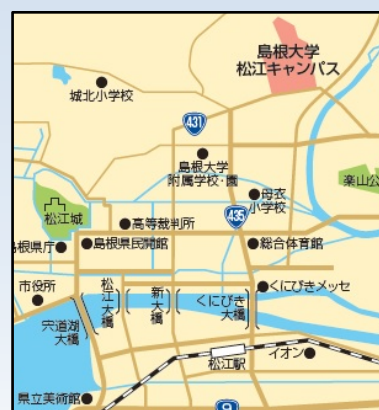 島根大学
松江キャンパス
城北小学校
431
島根大学
附属学校・園
母衣
小学校
楽山公
松江城
高等裁判所
435
島根県庁
島根県民会館
総合体育館
市役所
松江大橋
新大橋
くにびき
大橋
くにびきメッセ
宍道湖
大橋
松江駅
イオン
県立美術館
9